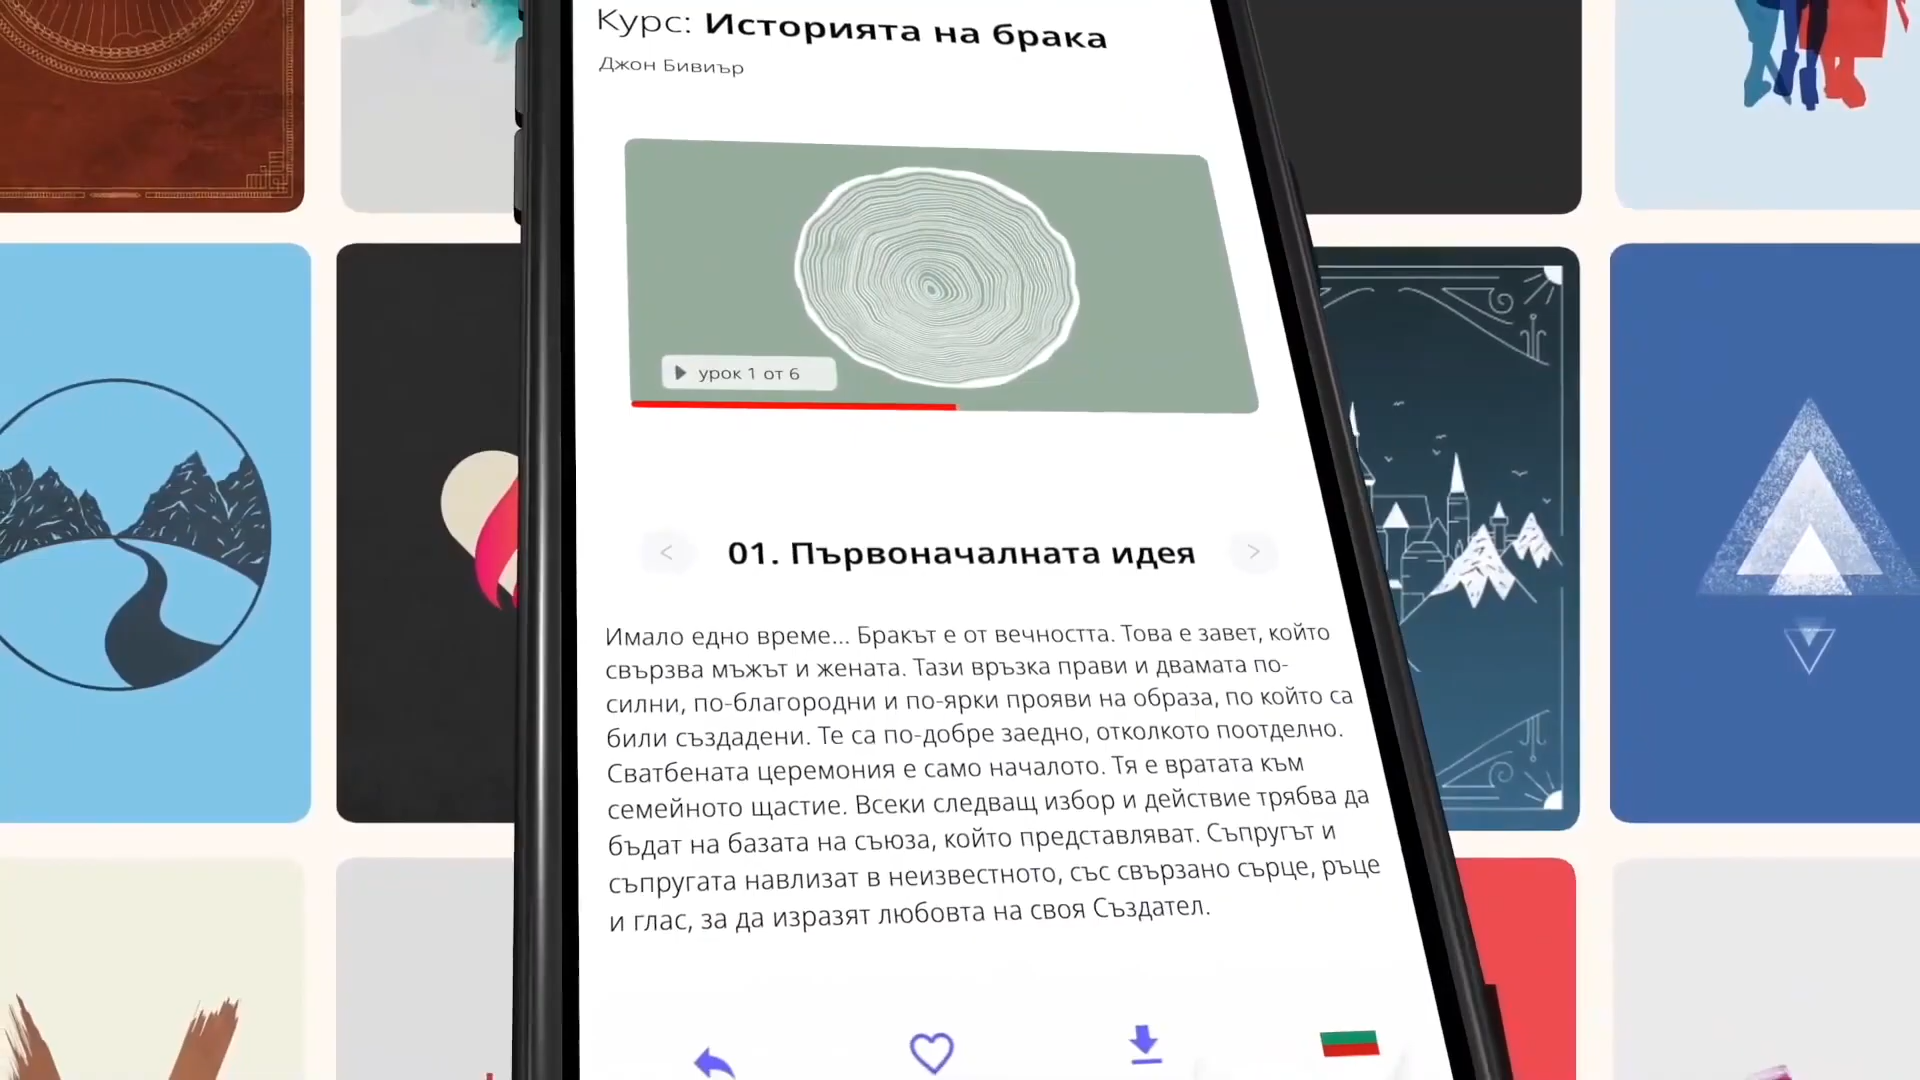 Курс: Историята на брака
Джон Бивиър
урок 1 от 6
01. Първоначалната идея
Имало едно време... Бракът е от вечността. Това е завет, който
свързва мъжът и жената. Тази връзка прави и двамата по-
силни, по-благородни и по-ярки прояви на образа, по който са
били създадени. Те са по-добре заедно, отколкото поотделно.
Сватбената церемония е само началото. Тя е вратата към
семейното щастие. Всеки следващ избор и действие трябва да
бъдат на базата на съюза, който представляват. Съпругът и
съпругата навлизат в неизвестното, със свързано сърце, ръце
и глас, за да изразят любовта на своя Създател.